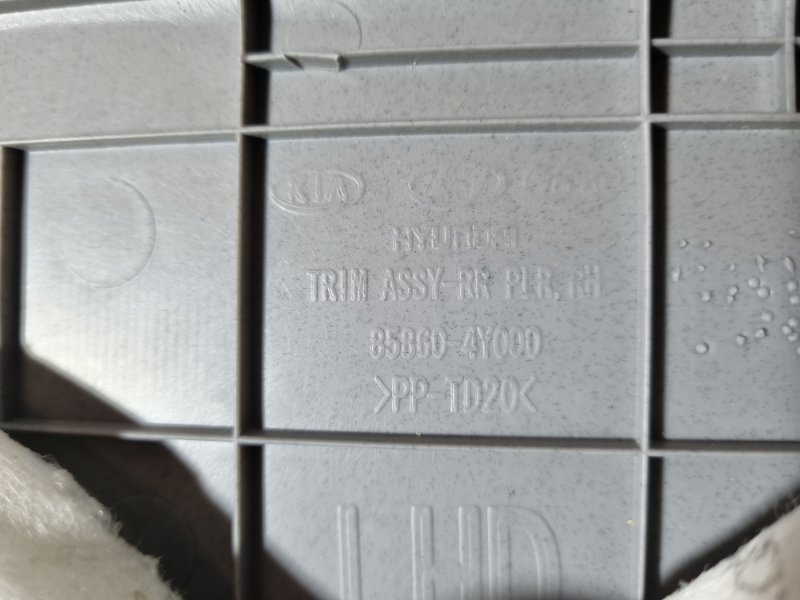 KIA
HYUNDAI
TRIM ASSY-RR PLR, RH
85860-4Y000
>PP-TD20<
LHD